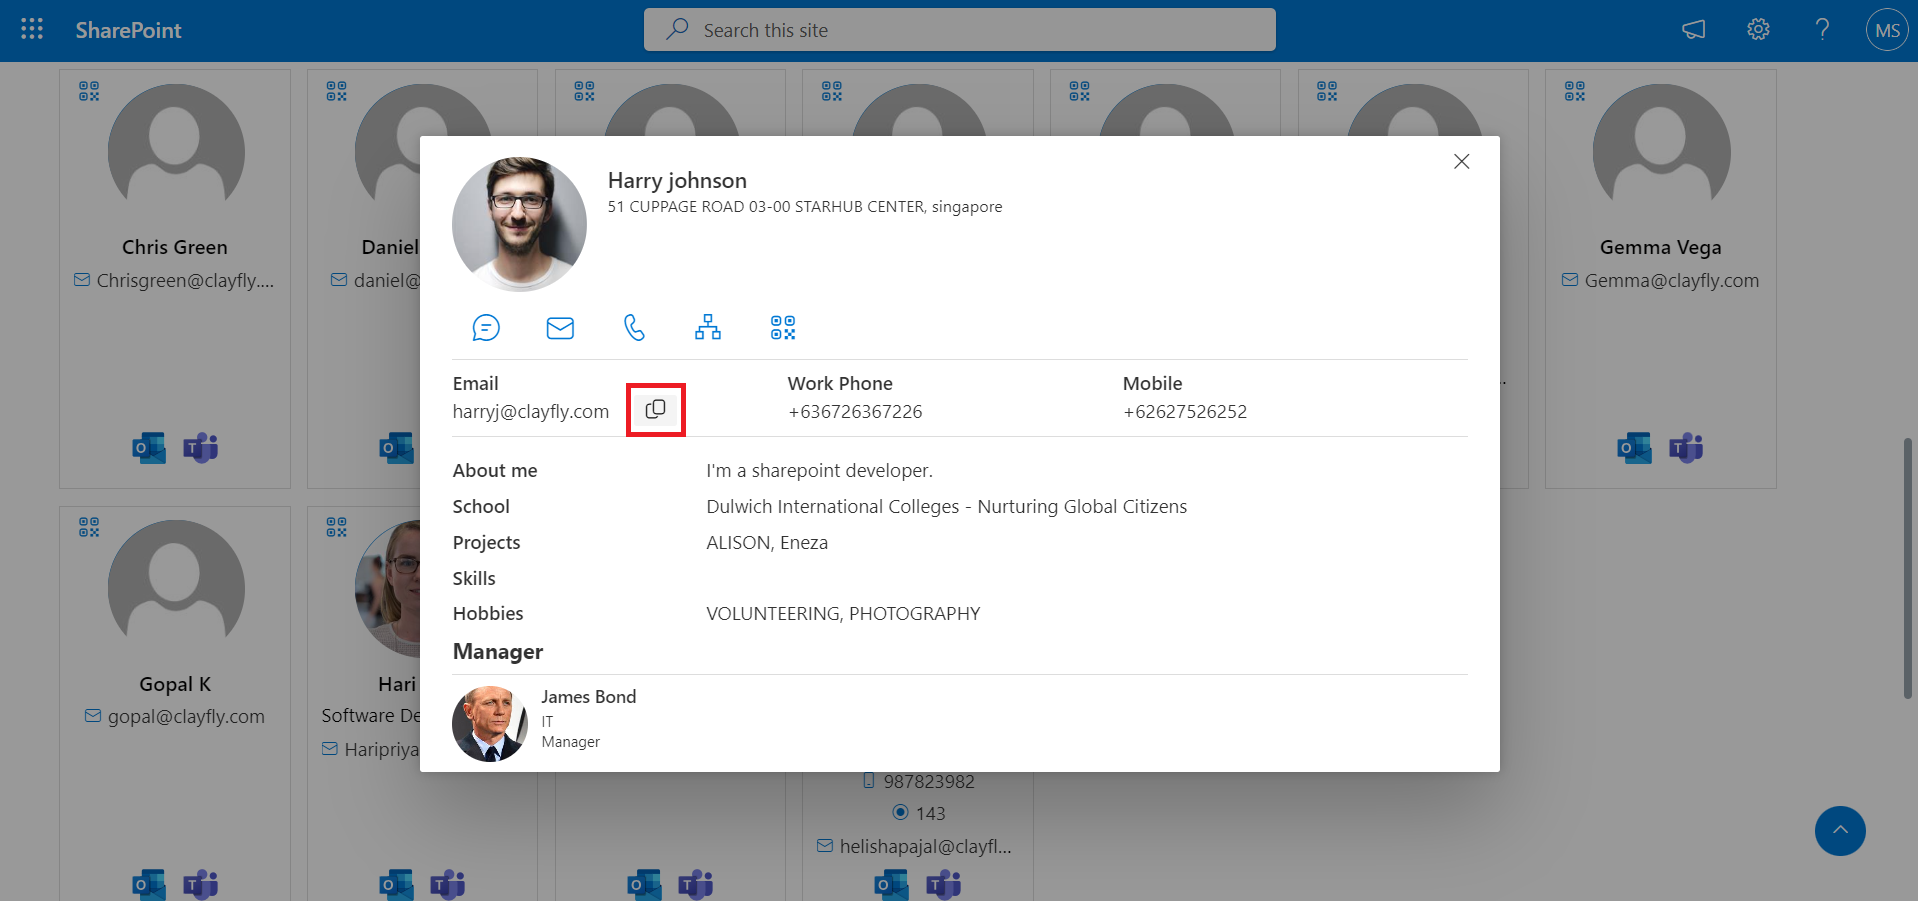 SharePoint
Search this site
MS
Chris Green
Chrisgreen@clayfly....
Daniel
daniel@
Gemma Vega
Gemma@clayfly.com
Harry johnson
51 CUPPAGE ROAD 03-00 STARHUB CENTER, singapore
Email
harryj@clayfly.com
Work Phone
+636726367226
Mobile
+62627526252
About me
I'm a sharepoint developer.
School
Dulwich International Colleges - Nurturing Global Citizens
Projects
ALISON, Eneza
Skills
Hobbies
VOLUNTEERING, PHOTOGRAPHY
Manager
James Bond
IT
Manager
Gopal K
gopal@clayfly.com
Hari
Software De
Haripriya
987823982
143
helishapajal@clayfl...